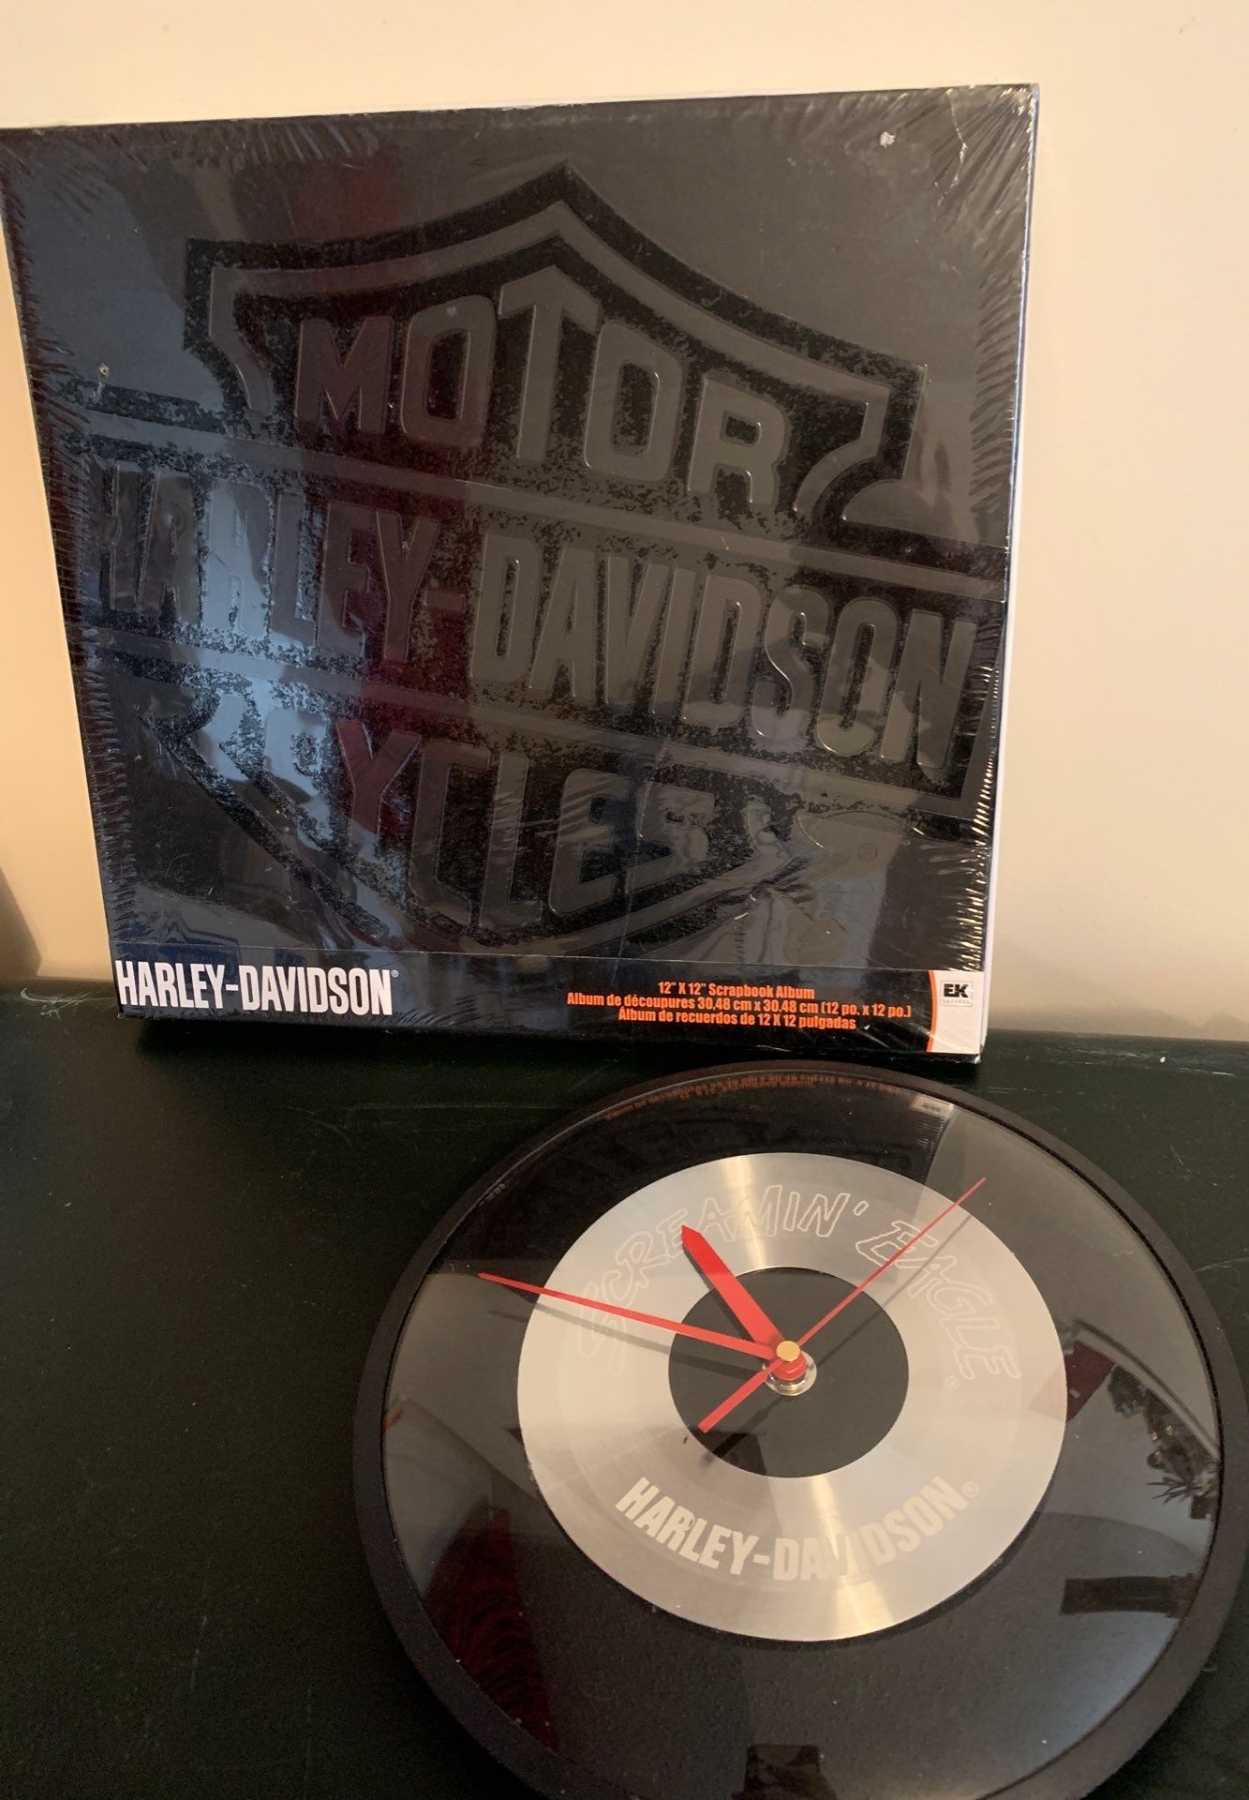 MOTOR
HARLEY-DAVIDSON
CYCLES
HARLEY-DAVIDSON®
12" X 12" Scrapbook Album
Album de découpures 30,48 cm x 30,48 cm (12 po. x 12 po.)
Album de recuerdos de 12 X 12 pulgadas
EK
SCREAMIN' EAGLE®
HARLEY-DAVIDSON®